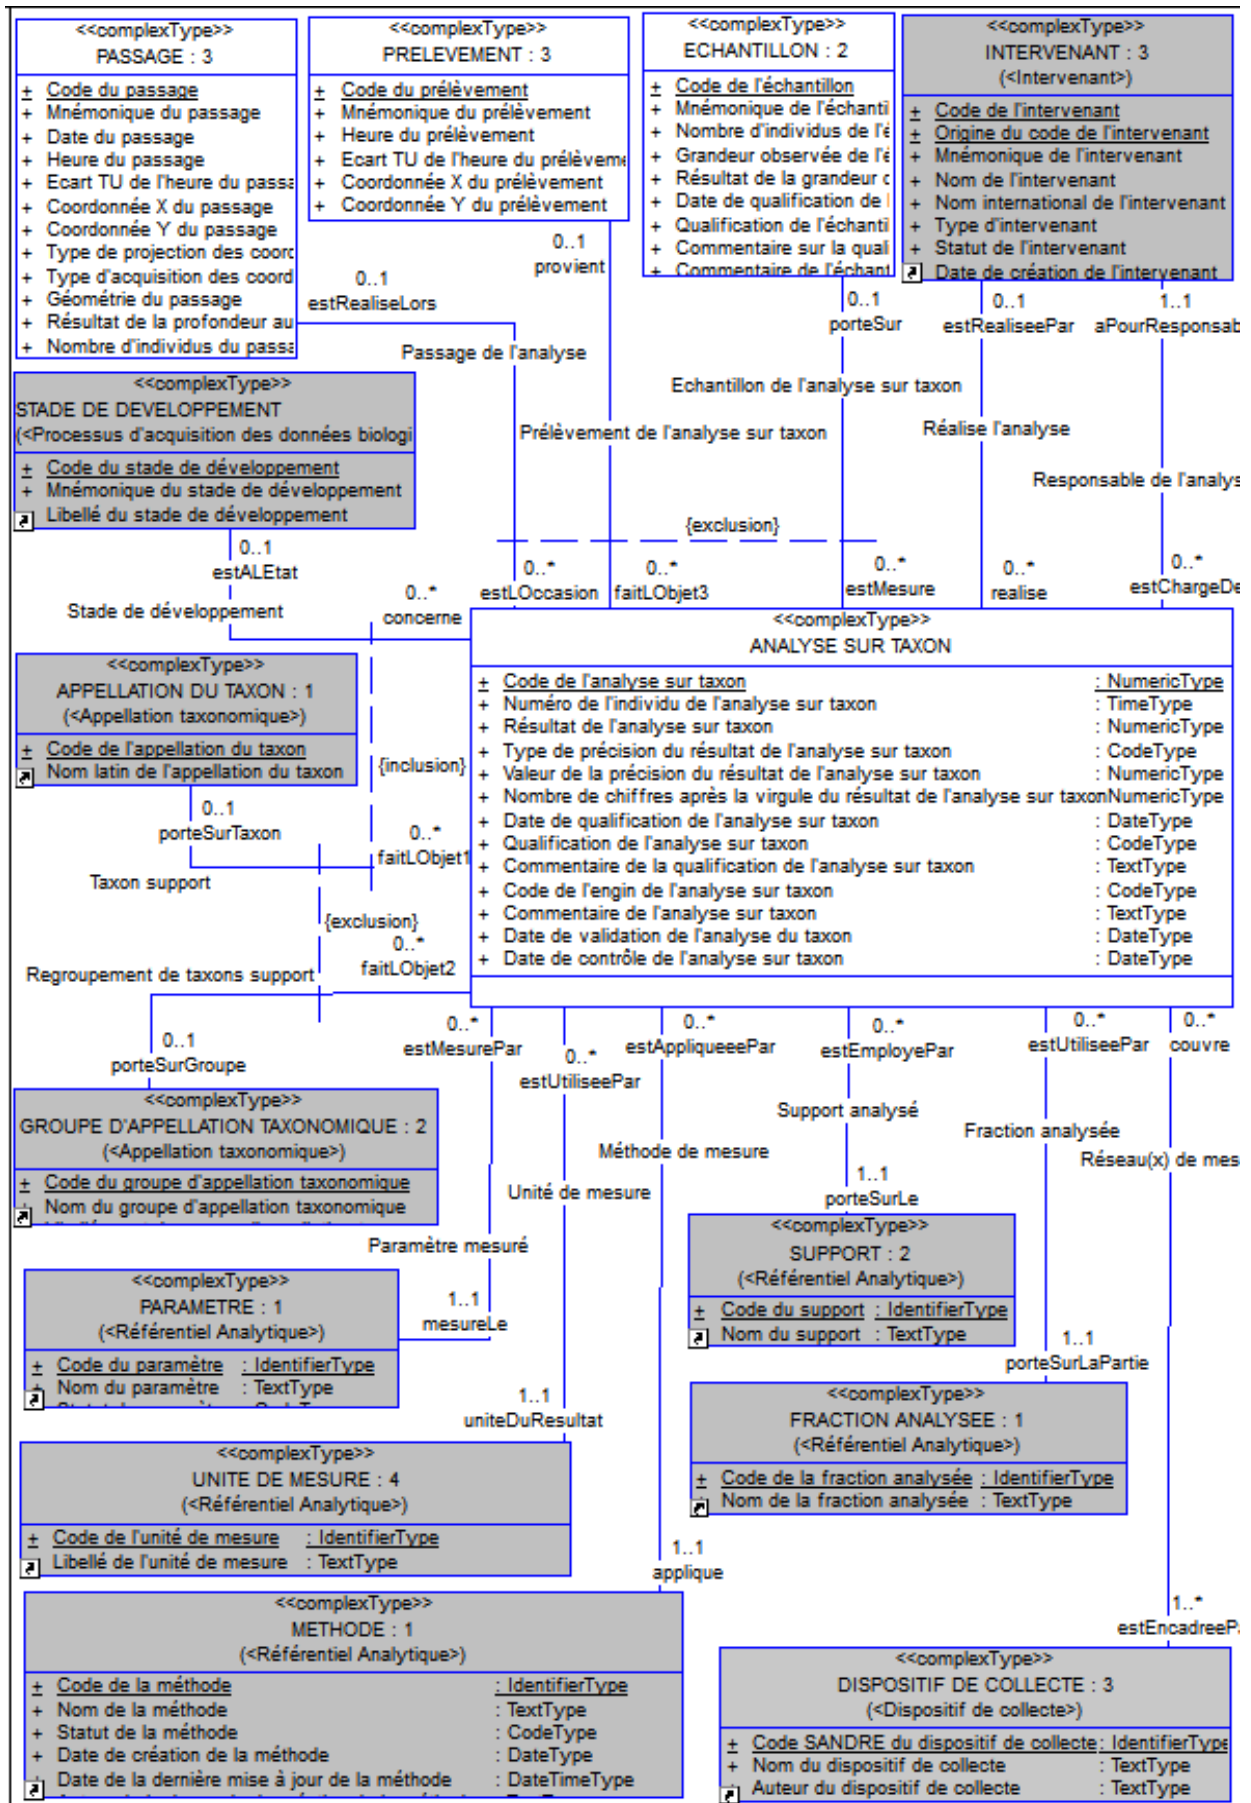 <<complexType>>
PASSAGE : 3
+ Code du passage
+ Mnémonique du passage
+ Date du passage
+ Heure du passage
+ Ecart TU de l'heure du passa
+ Coordonnée X du passage
+ Coordonnée Y du passage
+ Type de projection des coord
+ Type d'acquisition des coord
+ Géométrie du passage
+ Résultat de la profondeur au
+ Nombre d'individus du passa
<<complexType>>
PRELEVEMENT : 3
+ Code du prélèvement
+ Mnémonique du prélèvement
+ Heure du prélèvement
+ Ecart TU de l'heure du prélèveme
+ Coordonnée X du prélèvement
+ Coordonnée Y du prélèvement
<<complexType>>
ECHANTILLON : 2
+ Code de l'échantillon
+ Mnémonique de l'échanti
+ Nombre d'individus de l'é
+ Grandeur observée de l'é
+ Résultat de la grandeur
+ Date de qualification de
+ Qualification de l'échanti
+ Commentaire sur la quali
+ Commentaire de l'échant
<<complexType>>
INTERVENANT : 3
(<Intervenant>)
+ Code de l'intervenant
+ Origine du code de l'intervenant
+ Mnémonique de l'intervenant
+ Nom de l'intervenant
+ Nom international de l'intervenant
+ Type d'intervenant
+ Statut de l'intervenant
Date de création de l'intervenant
0..1
provient
0..1
estRealiseLors
0..1
porteSur
0..1
estRealiseePar
1..1
aPourResponsab
Passage de l'analyse
Echantillon de l'analyse sur taxon
Prélèvement de l'analyse sur taxon
Réalise l'analyse
Responsable de l'analys
<<complexType>>
STADE DE DEVELOPPEMENT
(<Processus d'acquisition des données biologi
+ Code du stade de développement
+ Mnémonique du stade de développement
Libellé du stade de développement
{exclusion}
0..1
estALEtat
Stade de développement
0..*
concerne
0..*
estLOccasion
0..*
faitLObjet3
0..*
estMesure
0..*
realise
0..*
estChargeDe
<<complexType>>
ANALYSE SUR TAXON
+ Code de l'analyse sur taxon : NumericType
+ Numéro de l'individu de l'analyse sur taxon : TimeType
+ Résultat de l'analyse sur taxon : NumericType
+ Type de précision du résultat de l'analyse sur taxon : CodeType
+ Valeur de la précision du résultat de l'analyse sur taxon : NumericType
+ Nombre de chiffres après la virgule du résultat de l'analyse sur taxonNumericType
+ Date de qualification de l'analyse sur taxon : DateType
+ Qualification de l'analyse sur taxon : CodeType
+ Commentaire de la qualification de l'analyse sur taxon : TextType
+ Code de l'engin de l'analyse sur taxon : CodeType
+ Commentaire de l'analyse sur taxon : TextType
+ Date de validation de l'analyse du taxon : DateType
+ Date de contrôle de l'analyse sur taxon : DateType
<<complexType>>
APPELLATION DU TAXON : 1
(<Appellation taxonomique>)
+ Code de l'appellation du taxon
Nom latin de l'appellation du taxon
{inclusion}
0..1
porteSurTaxon
0..*
faitLObjet1
Taxon support
{exclusion}
0..*
faitLObjet2
Regroupement de taxons support
0..1
porteSurGroupe
0..*
estMesurePar
0..*
estUtiliseePar
0..*
estAppliqueeePar
0..*
estEmployePar
0..*
estUtiliseePar
0..*
couvre
<<complexType>>
GROUPE D'APPELLATION TAXONOMIQUE : 2
(<Appellation taxonomique>)
+ Code du groupe d'appellation taxonomique
Nom du groupe d'appellation taxonomique
Support analysé
Fraction analysée
Méthode de mesure
Réseau(x) de mes
Unité de mesure
Paramètre mesuré
1..1
porteSurLe
<<complexType>>
SUPPORT : 2
(<Référentiel Analytique>)
+ Code du support : IdentifierType
Nom du support : TextType
<<complexType>>
PARAMETRE : 1
(<Référentiel Analytique>)
+ Code du paramètre : IdentifierType
+ Nom du paramètre : TextType
1..1
mesureLe
1..1
porteSurLaPartie
<<complexType>>
FRACTION ANALYSEE : 1
(<Référentiel Analytique>)
+ Code de la fraction analysée : IdentifierType
Nom de la fraction analysée : TextType
1..1
uniteDuResultat
<<complexType>>
UNITE DE MESURE : 4
(<Référentiel Analytique>)
+ Code de l'unité de mesure : IdentifierType
Libellé de l'unité de mesure : TextType
1..1
applique
<<complexType>>
METHODE : 1
(<Référentiel Analytique>)
+ Code de la méthode : IdentifierType
+ Nom de la méthode : TextType
+ Statut de la méthode : CodeType
+ Date de création de la méthode : DateType
Date de la dernière mise à jour de la méthode : DateTimeType
1..*
estEncadreeP
<<complexType>>
DISPOSITIF DE COLLECTE : 3
(<Dispositif de collecte>)
+ Code SANDRE du dispositif de collecte : IdentifierType
+ Nom du dispositif de collecte : TextType
Auteur du dispositif de collecte : TextType